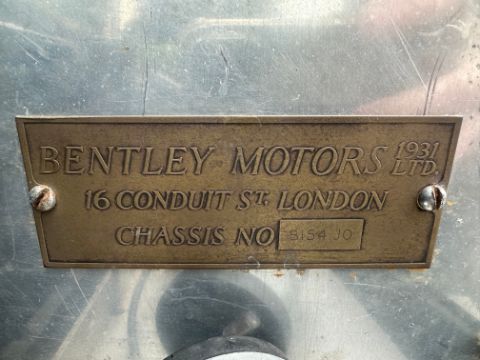 BENTLEY MOTORS 1931 LTD.
16 CONDUIT ST. LONDON
CHASSIS NO B154 JO